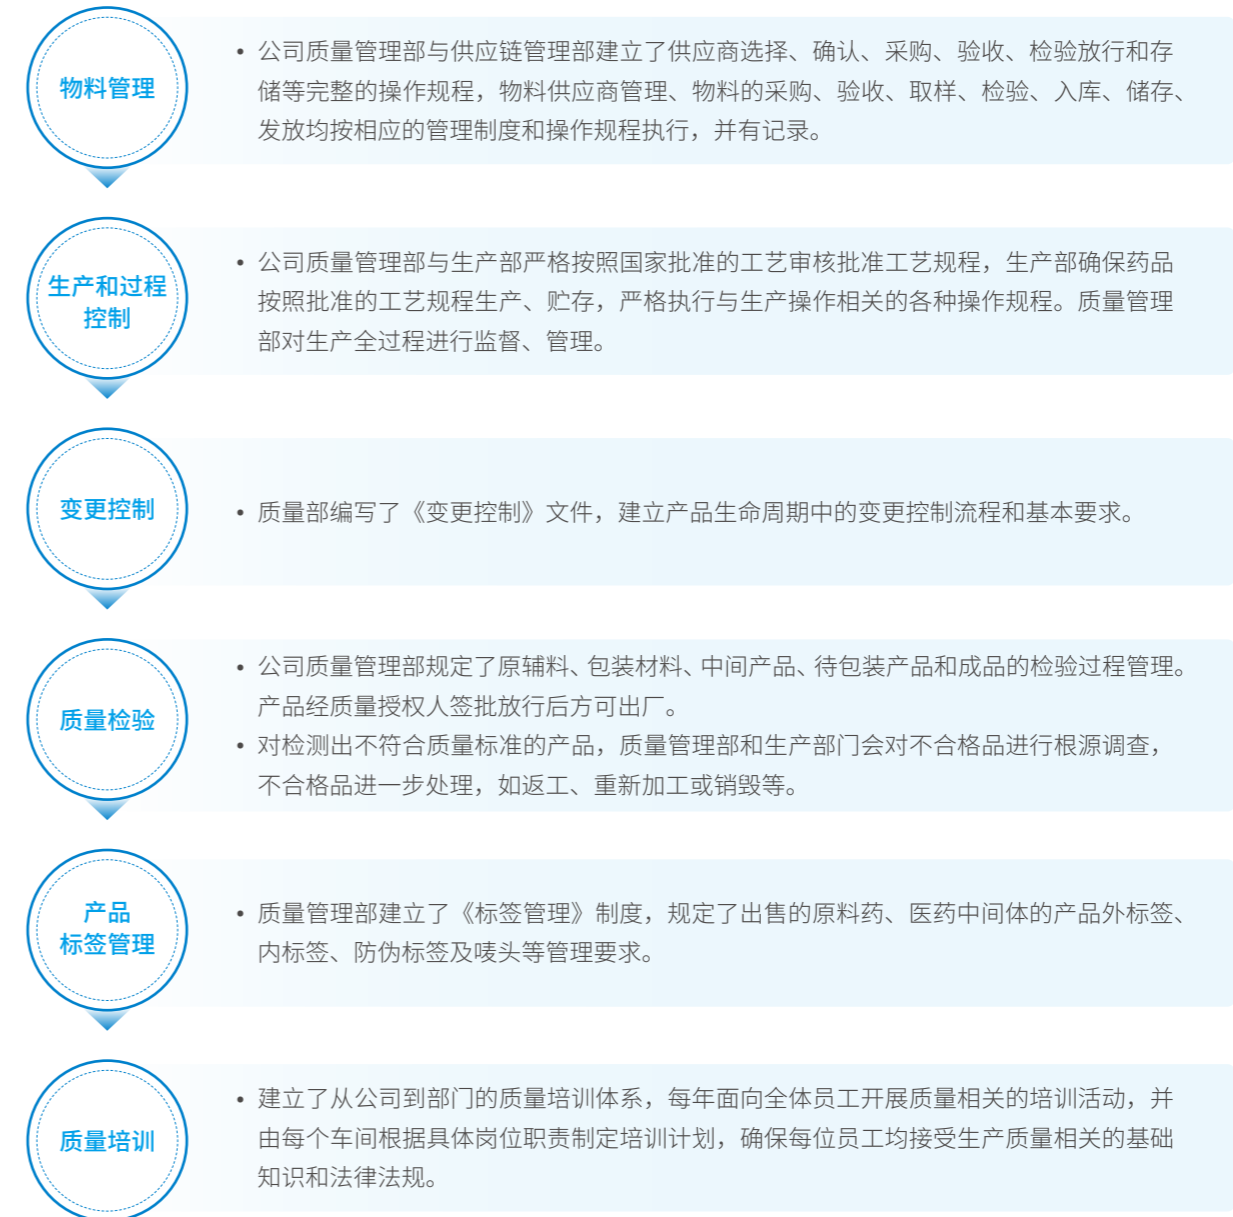 物料管理
• 公司质量管理部与供应链管理部建立了供应商选择、确认、采购、验收、检验放行和存
储等完整的操作规程，物料供应商管理、物料的采购、验收、取样、检验、入库、储存、
发放均按相应的管理制度和操作规程执行，并有记录。
生产和过程
控制
• 公司质量管理部与生产部严格按照国家批准的工艺审核批准工艺规程，生产部确保药品
按照批准的工艺规程生产、贮存，严格执行与生产操作相关的各种操作规程。质量管理
部对生产全过程进行监督、管理。
变更控制
• 质量部编写了《变更控制》文件，建立产品生命周期中的变更控制流程和基本要求。
质量检验
• 公司质量管理部规定了原辅料、包装材料、中间产品、待包装产品和成品的检验过程管理。
产品经质量授权人签批放行后方可出厂。
• 对检测出不符合质量标准的产品，质量管理部和生产部门会对不合格品进行根源调查，
不合格品进一步处理，如返工、重新加工或销毁等。
产品
标签管理
• 质量管理部建立了《标签管理》制度，规定了出售的原料药、医药中间体的产品外标签、
内标签、防伪标签及唛头等管理要求。
质量培训
• 建立了从公司到部门的质量培训体系，每年面向全体员工开展质量相关的培训活动，并
由每个车间根据具体岗位职责制定培训计划，确保每位员工均接受生产质量相关的基础
知识和法律法规。